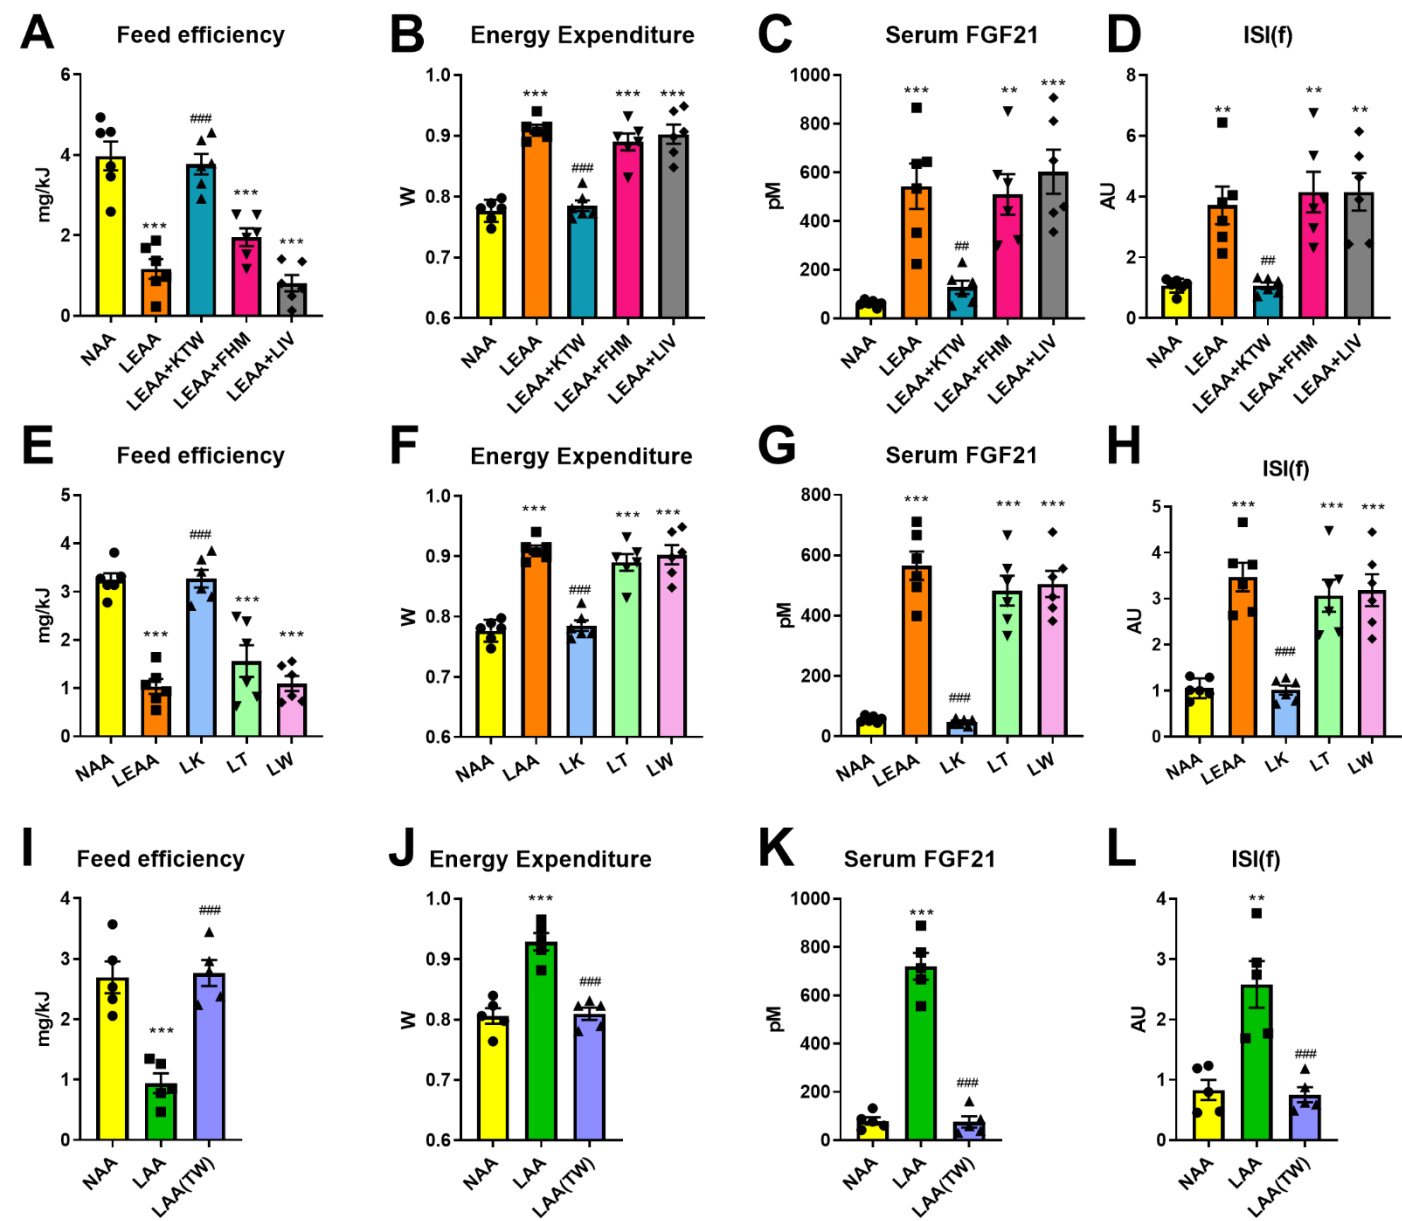 A Feed efficiency
mg/kJ
6
4
2
0
***
###
***
***
NAA
LEAA
LEAA+KTW
LEAA+FHM
LEAA+LIV
B Energy Expenditure
W
1.0
0.9
0.8
0.7
0.6
***
###
***
***
NAA
LEAA
LEAA+KTW
LEAA+FHM
LEAA+LIV
C Serum FGF21
pM
1000
800
600
400
200
0
***
##
**
***
NAA
LEAA
LEAA+KTW
LEAA+FHM
LEAA+LIV
D ISI(f)
AU
8
6
4
2
0
**
##
**
**
NAA
LEAA
LEAA+KTW
LEAA+FHM
LEAA+LIV
E Feed efficiency
mg/kJ
5
4
3
2
1
0
***
###
***
***
NAA
LEAA
LK
LT
LW
F Energy Expenditure
W
1.0
0.9
0.8
0.7
0.6
***
###
***
***
NAA
LAA
LK
LT
LW
G Serum FGF21
pM
800
600
400
200
0
***
###
***
***
NAA
LEAA
LK
LT
LW
H ISI(f)
AU
5
4
3
2
1
0
***
###
***
***
NAA
LEAA
LK
LT
LW
I Feed efficiency
mg/kJ
4
3
2
1
0
***
###
NAA
LAA
LAA(TW)
J Energy Expenditure
W
1.0
0.9
0.8
0.7
0.6
***
###
NAA
LAA
LAA(TW)
K Serum FGF21
pM
1000
800
600
400
200
0
***
###
NAA
LAA
LAA(TW)
L ISI(f)
AU
4
3
2
1
0
**
###
NAA
LAA
LAA(TW)